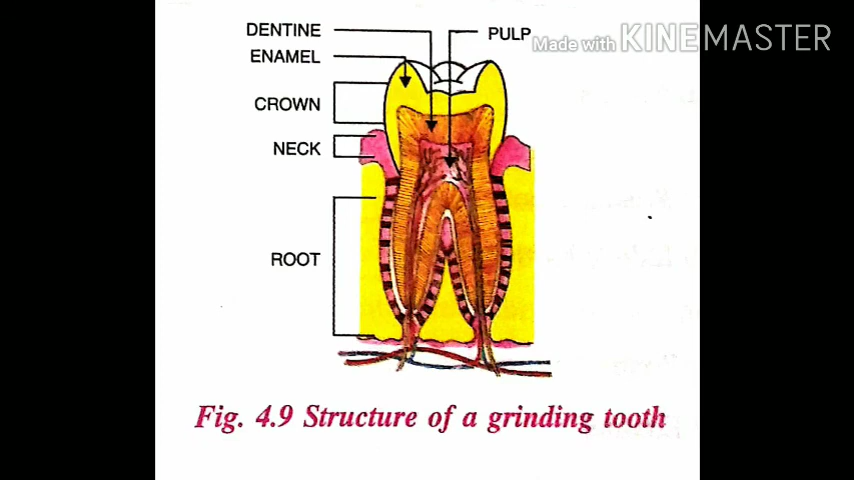 DENTINE
PULP
Made with KINEMASTER
ENAMEL
CROWN
NECK
ROOT
Fig. 4.9 Structure of a grinding tooth